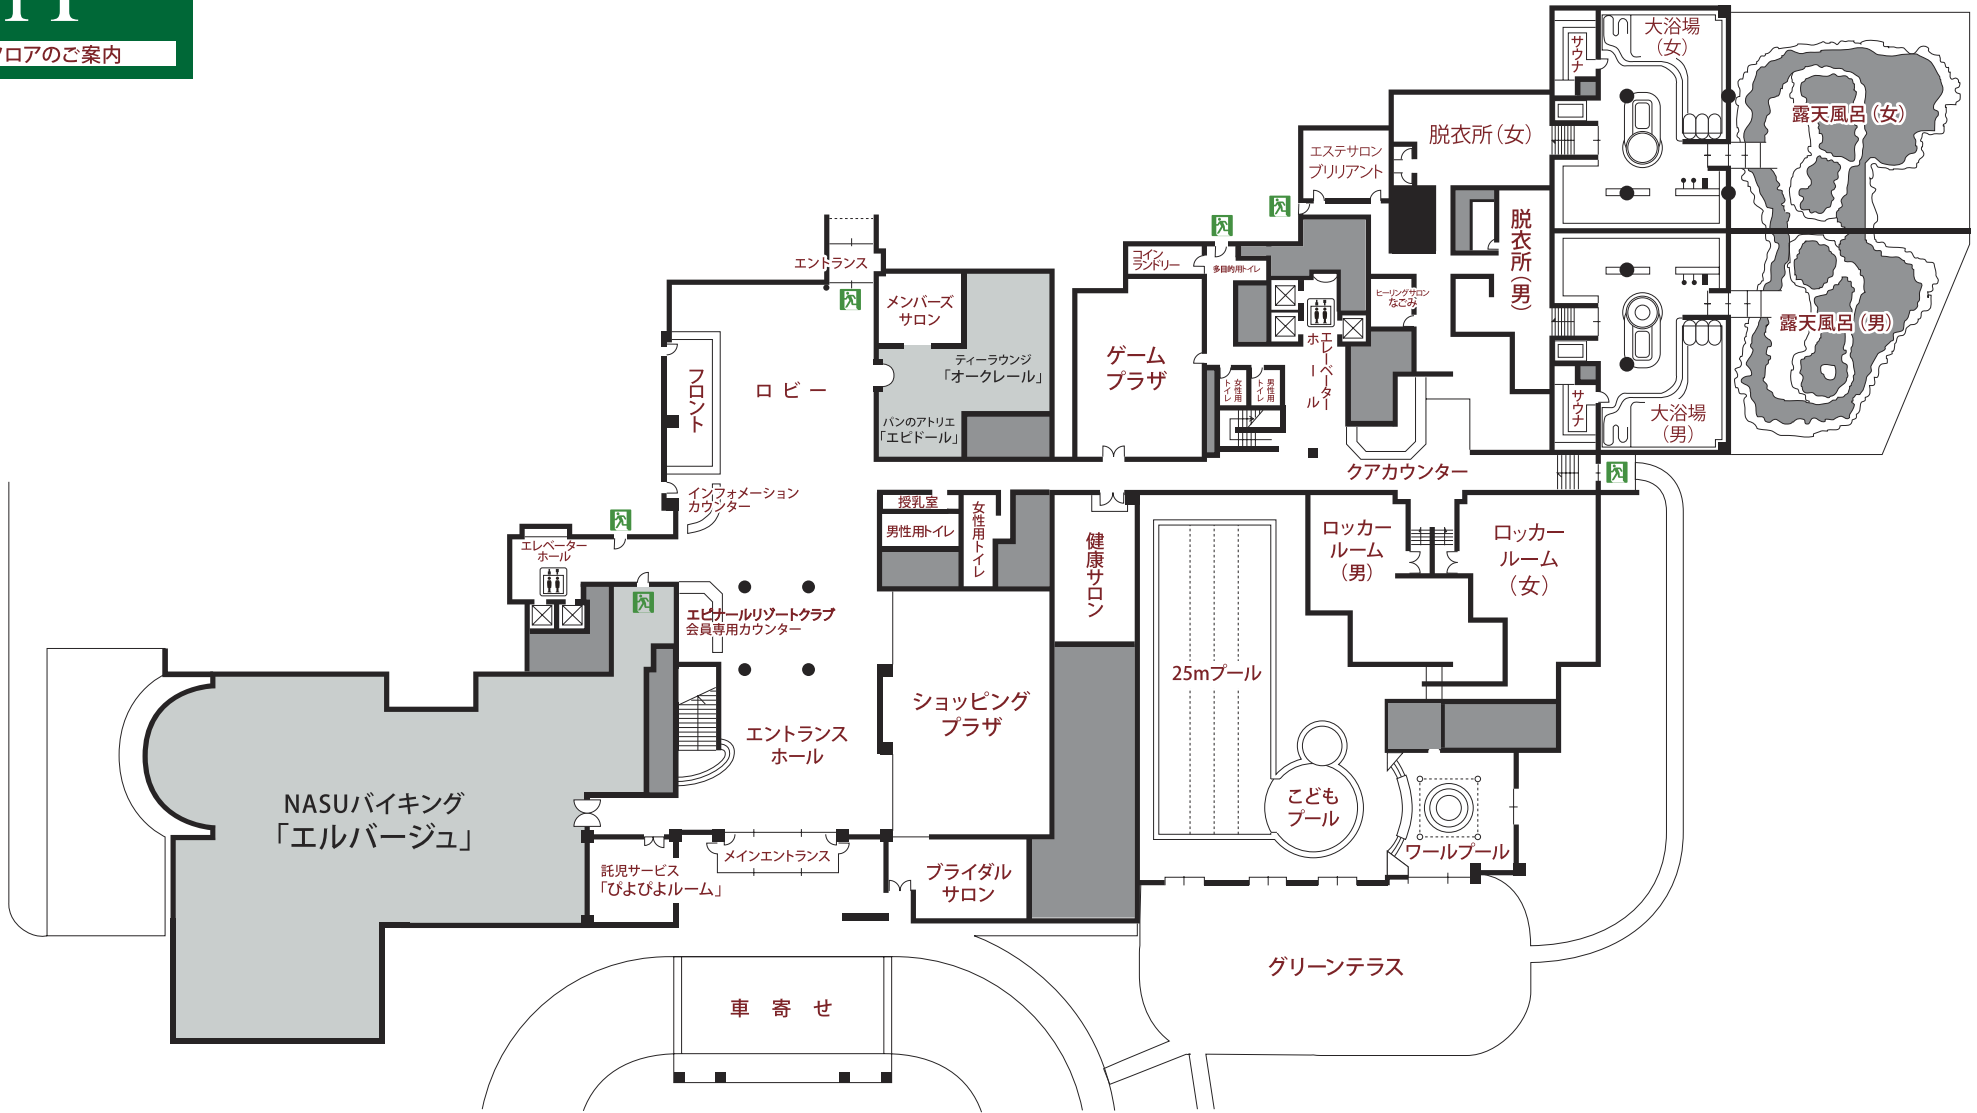 ロアのご案内
サウナ
大浴場
（女）
露天風呂（女）
脱衣所（女）
エステサロン
ブリリアント
脱衣所（男）
コイン
ランドリー
多目的用トイレ
ヒーリングサロン
なごみ
エレベーター
ホール
露天風呂（男）
サウナ
大浴場
（男）
エントランス
メンバーズ
サロン
ティーラウンジ
「オークレール」
パンのアトリエ
「エピドール」
ゲーム
プラザ
女性用
トイレ
男性用
トイレ
フロント
ロビー
クアカウンター
インフォメーション
カウンター
授乳室
男性用トイレ
女性用トイレ
健康サロン
ロッカー
ルーム
（男）
ロッカー
ルーム
（女）
エレベーター
ホール
エピナールリゾートクラブ
会員専用カウンター
25mプール
ショッピング
プラザ
エントランス
ホール
NASUバイキング
「エルバージュ」
こども
プール
ワールプール
メインエントランス
託児サービス
「ぴよぴよルーム」
ブライダル
サロン
グリーンテラス
車寄せ